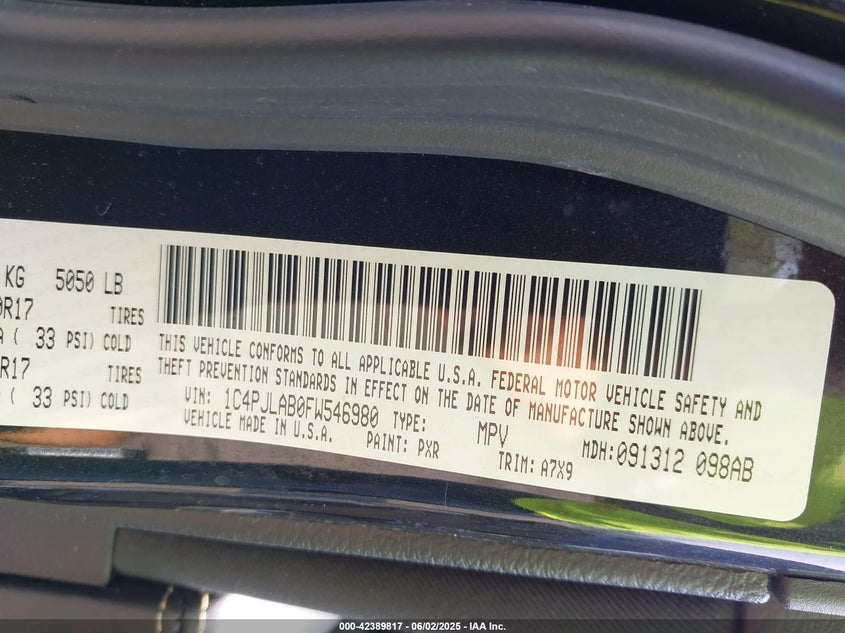 KG 5050 LB
R17 TIRES
( 33 PSI) COLD
R17 TIRES
( 33 PSI) COLD
THIS VEHICLE CONFORMS TO ALL APPLICABLE U.S.A. FEDERAL MOTOR VEHICLE SAFETY AND
THEFT PREVENTION STANDARDS IN EFFECT ON THE DATE OF MANUFACTURE SHOWN ABOVE.
VIN: 1C4PJLAB0FW546980 TYPE: MPV MDH:091312 098AB
VEHICLE MADE IN U.S.A. PAINT: PXR TRIM: A7X9
000-42389817 - 06/02/2025 - IAA Inc.